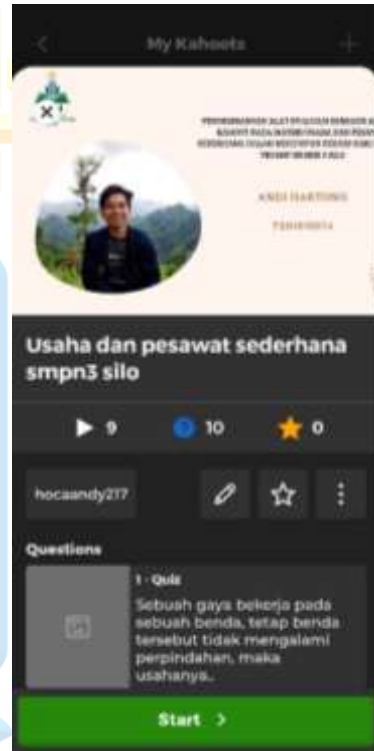 My Kahoots
ANDI HARTONO
Usaha dan pesawat sederhana
smpn3 silo
9
10
0
hocaandy217
Questions
1 - Quiz
Sebuah gaya bekerja pada
sebuah benda, tetap benda
tersebut tidak mengalami
perpindahan, maka
usahanya..
Start >